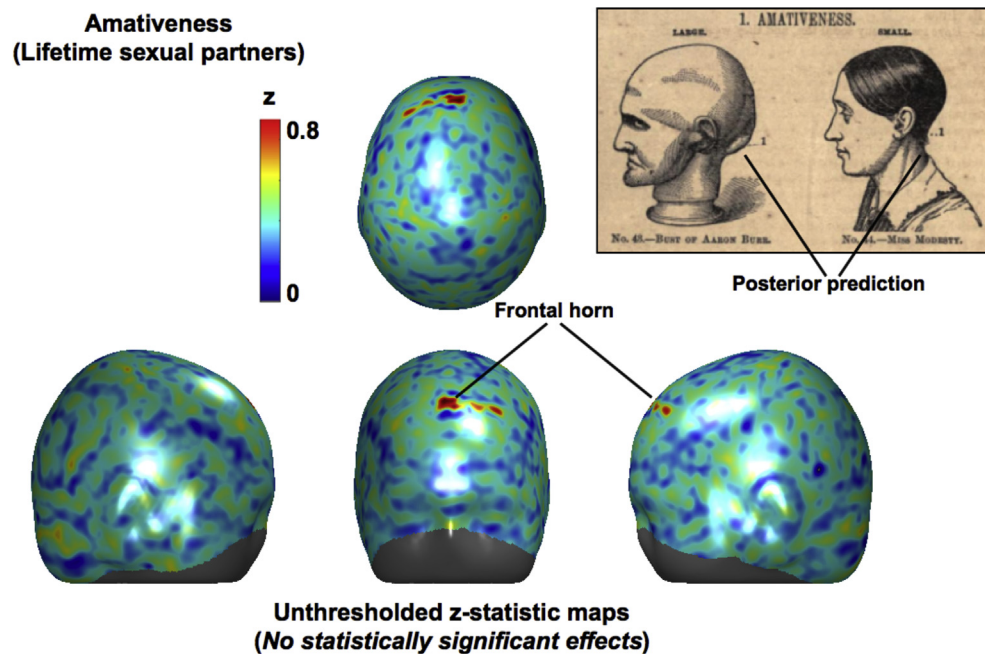 Amativeness
(Lifetime sexual partners)
z
0.8
0
1. AMATIVENESS.
LARGE.
SMALL.
1
..1
No. 43.—Bust of Aaron Burr.
No. 44.—Miss Modesty.
Posterior prediction
Frontal horn
Unthresholded z-statistic maps
(No statistically significant effects)